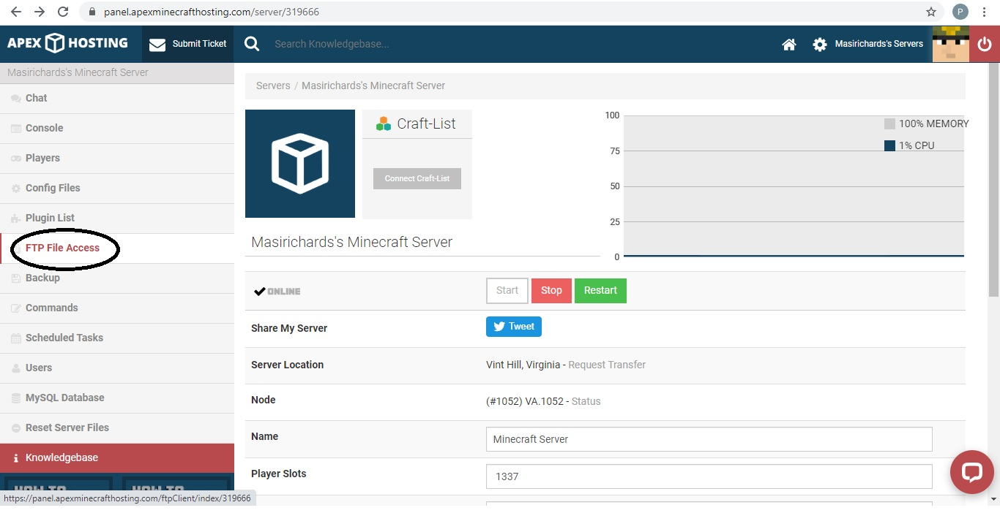 panel.apexminecrafthosting.com/server/319666
P
APEX HOSTING
Submit Ticket
Search Knowledgebase...
Masirichards's Servers
Masirichards's Minecraft Server
Chat
Console
Players
Config Files
Plugin List
FTP File Access
Backup
Commands
Scheduled Tasks
Users
MySQL Database
Reset Server Files
Knowledgebase
HOW TO HOW TO
https://panel.apexminecrafthosting.com/ftpClient/index/319666
Servers / Masirichards's Minecraft Server
Craft-List
Connect Craft-List
100
75
50
25
0
100% MEMORY
1% CPU
Masirichards's Minecraft Server
ONLINE
Start Stop Restart
Share My Server Tweet
Server Location Vint Hill, Virginia - Request Transfer
Node (#1052) VA.1052 - Status
Name Minecraft Server
Player Slots 1337